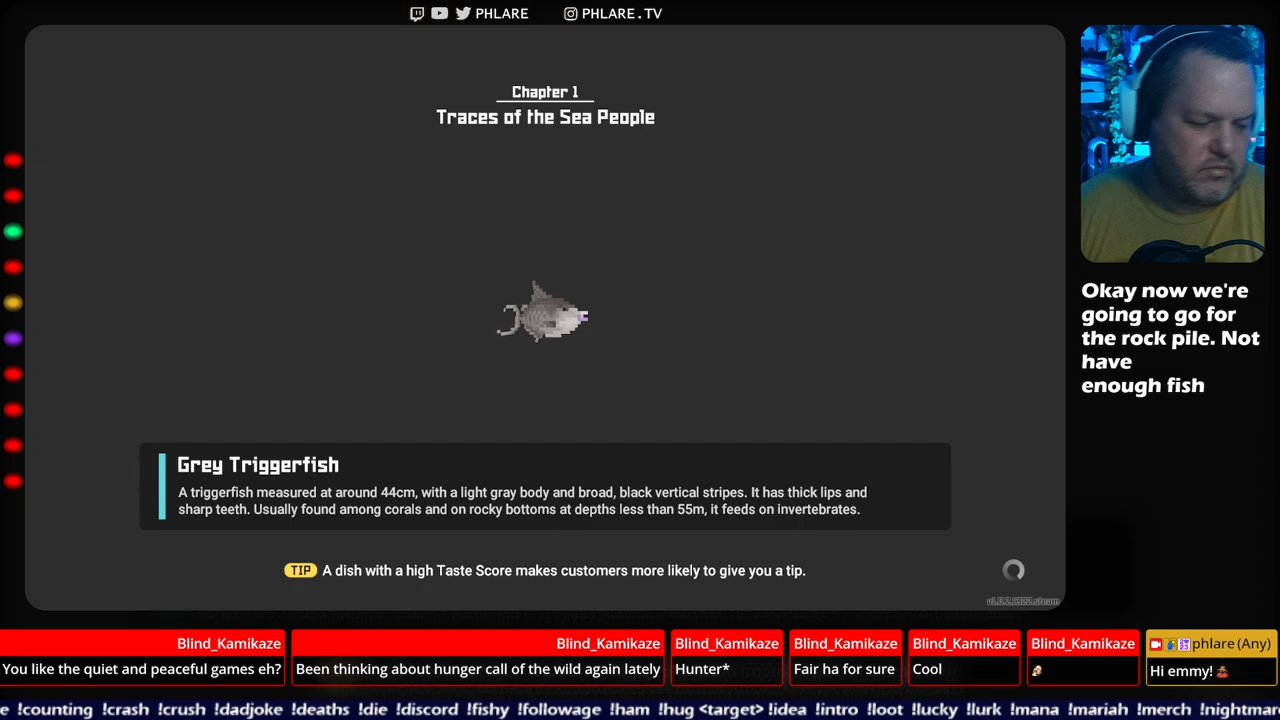 PHLARE PHLARE.TV
Chapter 1
Traces of the Sea People
Okay now we're
going to go for
the rock pile. Not
have
enough fish
Grey Triggerfish
A triggerfish measured at around 44cm, with a light gray body and broad, black vertical stripes. It has thick lips and
sharp teeth. Usually found among corals and on rocky bottoms at depths less than 55m, it feeds on invertebrates.
TIP A dish with a high Taste Score makes customers more likely to give you a tip.
v1.0.2.1322.steam
Blind_Kamikaze
You like the quiet and peaceful games eh?
Blind_Kamikaze
Been thinking about hunger call of the wild again lately
Blind_Kamikaze
Hunter*
Blind_Kamikaze
Fair ha for sure
Blind_Kamikaze
Cool
Blind_Kamikaze
phlare (Any)
Hi emmy!
e !counting !crash !crush !dadjoke !deaths !die !discord !fishy !followage !ham !hug <target> !idea !intro !loot !lucky !lurk !mana !mariah !merch !nightmar